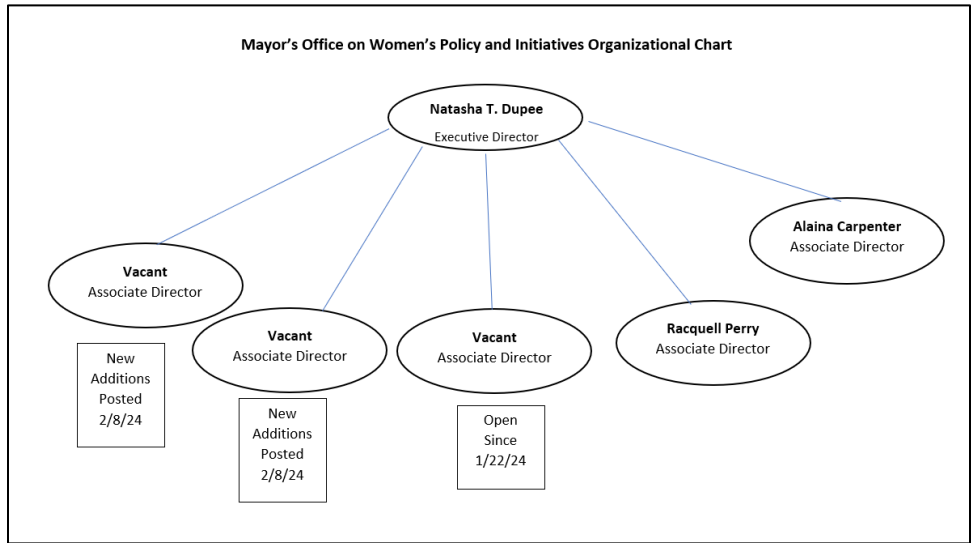 Mayor’s Office on Women’s Policy and Initiatives Organizational Chart
Natasha T. Dupee
Executive Director
Alaina Carpenter
Associate Director
Vacant
Associate Director
Vacant
Associate Director
Vacant
Associate Director
Racquell Perry
Associate Director
New
Additions
Posted
2/8/24
New
Additions
Posted
2/8/24
Open
Since
1/22/24